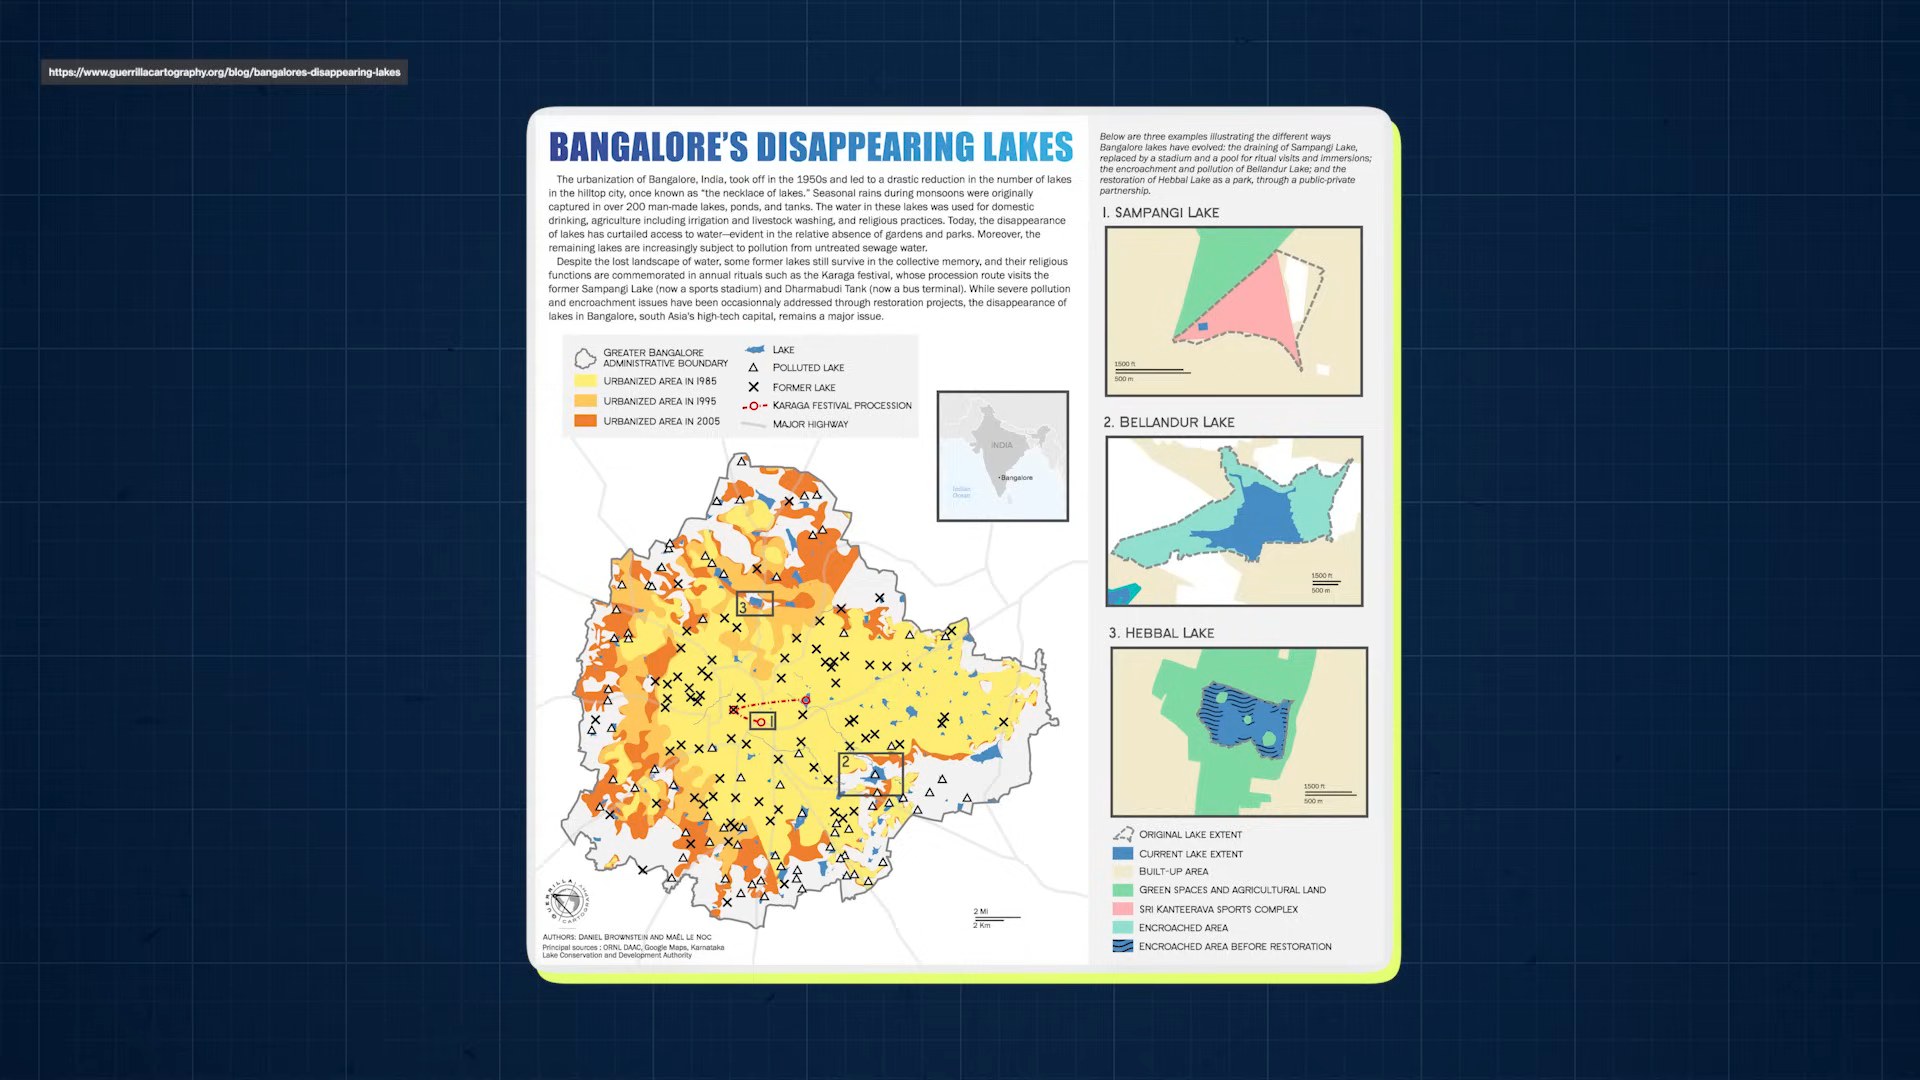 https://www.guerrillacartography.org/blog/bangalores-disappearing-lakes
BANGALORE'S DISAPPEARING LAKES
The urbanization of Bangalore, India, took off in the 1950s and led to a drastic reduction in the number of lakes
in the hilltop city, once known as “the necklace of lakes.” Seasonal rains during monsoons were originally
captured in over 200 man-made lakes, ponds, and tanks. The water in these lakes was used for domestic
drinking, agriculture including irrigation and livestock washing, and religious practices. Today, the disappearance
of lakes has curtailed access to water—evident in the relative absence of gardens and parks. Moreover, the
remaining lakes are increasingly subject to pollution from untreated sewage water.
Despite the lost landscape of water, some former lakes still survive in the collective memory, and their religious
functions are commemorated in annual rituals such as the Karaga festival, whose procession route visits the
former Sampangi Lake (now a sports stadium) and Dharmabudi Tank (now a bus terminal). While severe pollution
and encroachment issues have been occasionnaly addressed through restoration projects, the disappearance of
lakes in Bangalore, south Asia's high-tech capital, remains a major issue.
GREATER BANGALORE
ADMINISTRATIVE BOUNDARY
URBANIZED AREA IN 1985
URBANIZED AREA IN 1995
URBANIZED AREA IN 2005
LAKE
POLLUTED LAKE
FORMER LAKE
KARAGA FESTIVAL PROCESSION
MAJOR HIGHWAY
INDIA
Bangalore
Indian
Ocean
3
1
2
2 Mi
2 Km
AUTHORS: DANIEL BROWNSTEIN AND MAËL LE NOC
Principal sources : ORNL DAAC, Google Maps, Karnataka
Lake Conservation and Development Authority
Below are three examples illustrating the different ways
Bangalore lakes have evolved: the draining of Sampangi Lake,
replaced by a stadium and a pool for ritual visits and immersions;
the encroachment and pollution of Bellandur Lake; and the
restoration of Hebbal Lake as a park, through a public-private
partnership.
1. SAMPANGI LAKE
1500 ft
500 m
2. BELLANDUR LAKE
1500 ft
500 m
3. HEBBAL LAKE
1500 ft
500 m
ORIGINAL LAKE EXTENT
CURRENT LAKE EXTENT
BUILT-UP AREA
GREEN SPACES AND AGRICULTURAL LAND
SRI KANTEERAVA SPORTS COMPLEX
ENCROACHED AREA
ENCROACHED AREA BEFORE RESTORATION